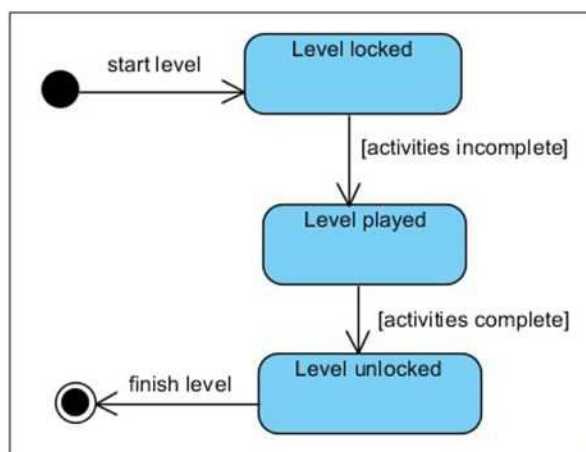 start level
Level locked
[activities incomplete]
Level played
[activities complete]
Level unlocked
finish level